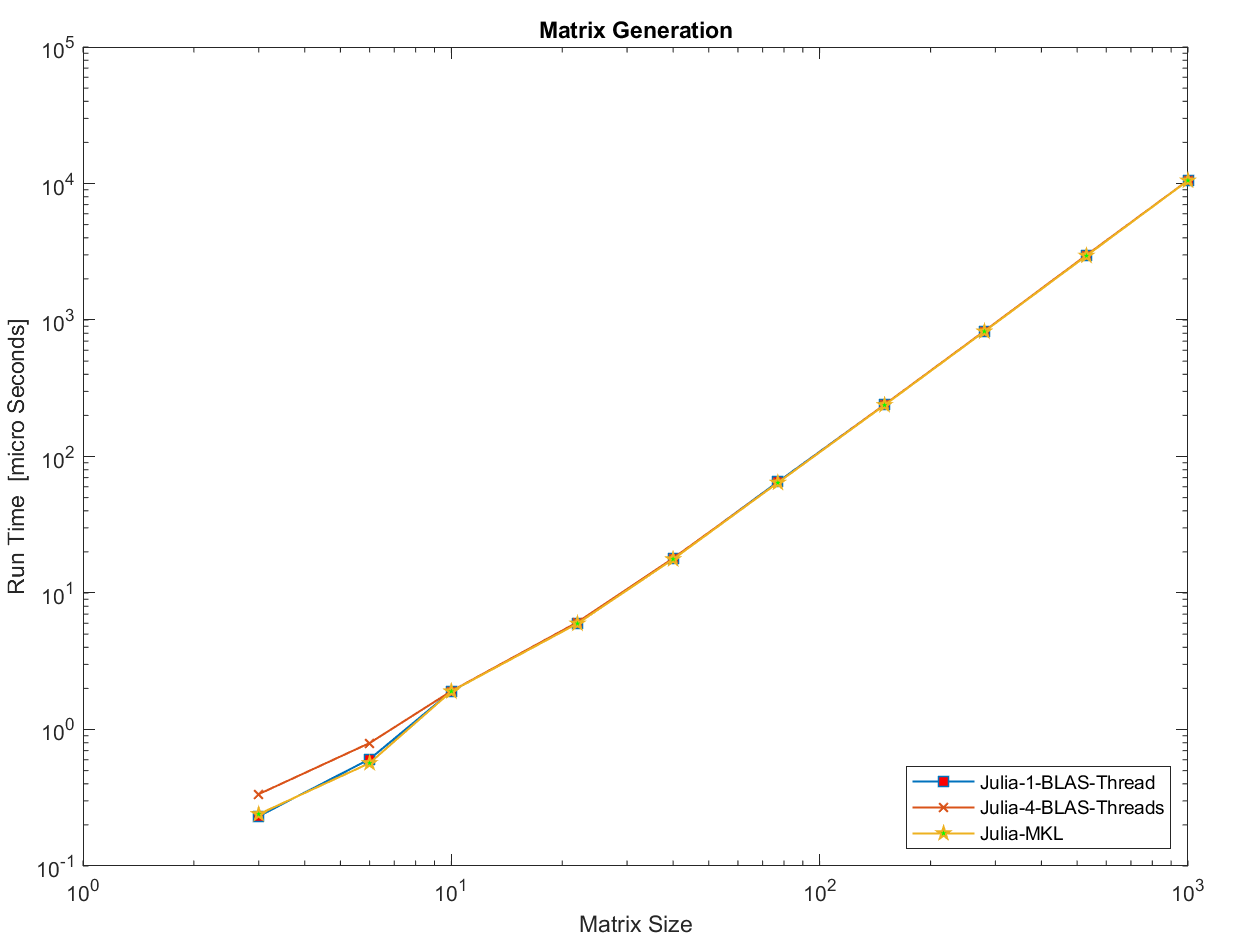 Matrix Generation
10^5
10^4
10^3
10^2
10^1
10^0
10^-1
Run Time [micro Seconds]
10^0 10^1 10^2 10^3
Matrix Size
Julia-1-BLAS-Thread
Julia-4-BLAS-Threads
Julia-MKL